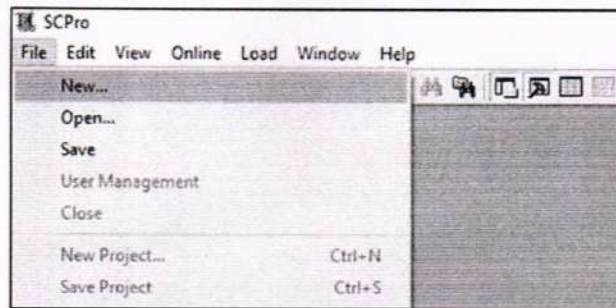 SCPro
File Edit View Online Load Window Help
New...
Open...
Save
User Management
Close
New Project... Ctrl+N
Save Project Ctrl+S